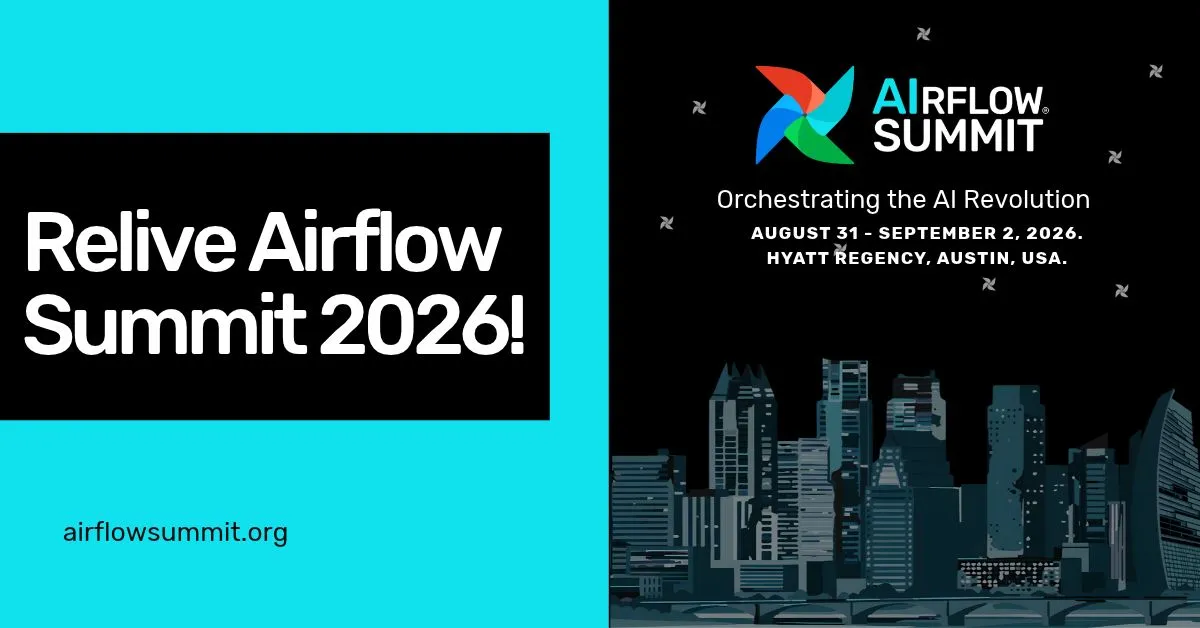 Relive Airflow
Summit 2026!
airflowsummit.org
AIRFLOW®
SUMMIT
Orchestrating the AI Revolution
AUGUST 31 - SEPTEMBER 2, 2026.
HYATT REGENCY, AUSTIN, USA.